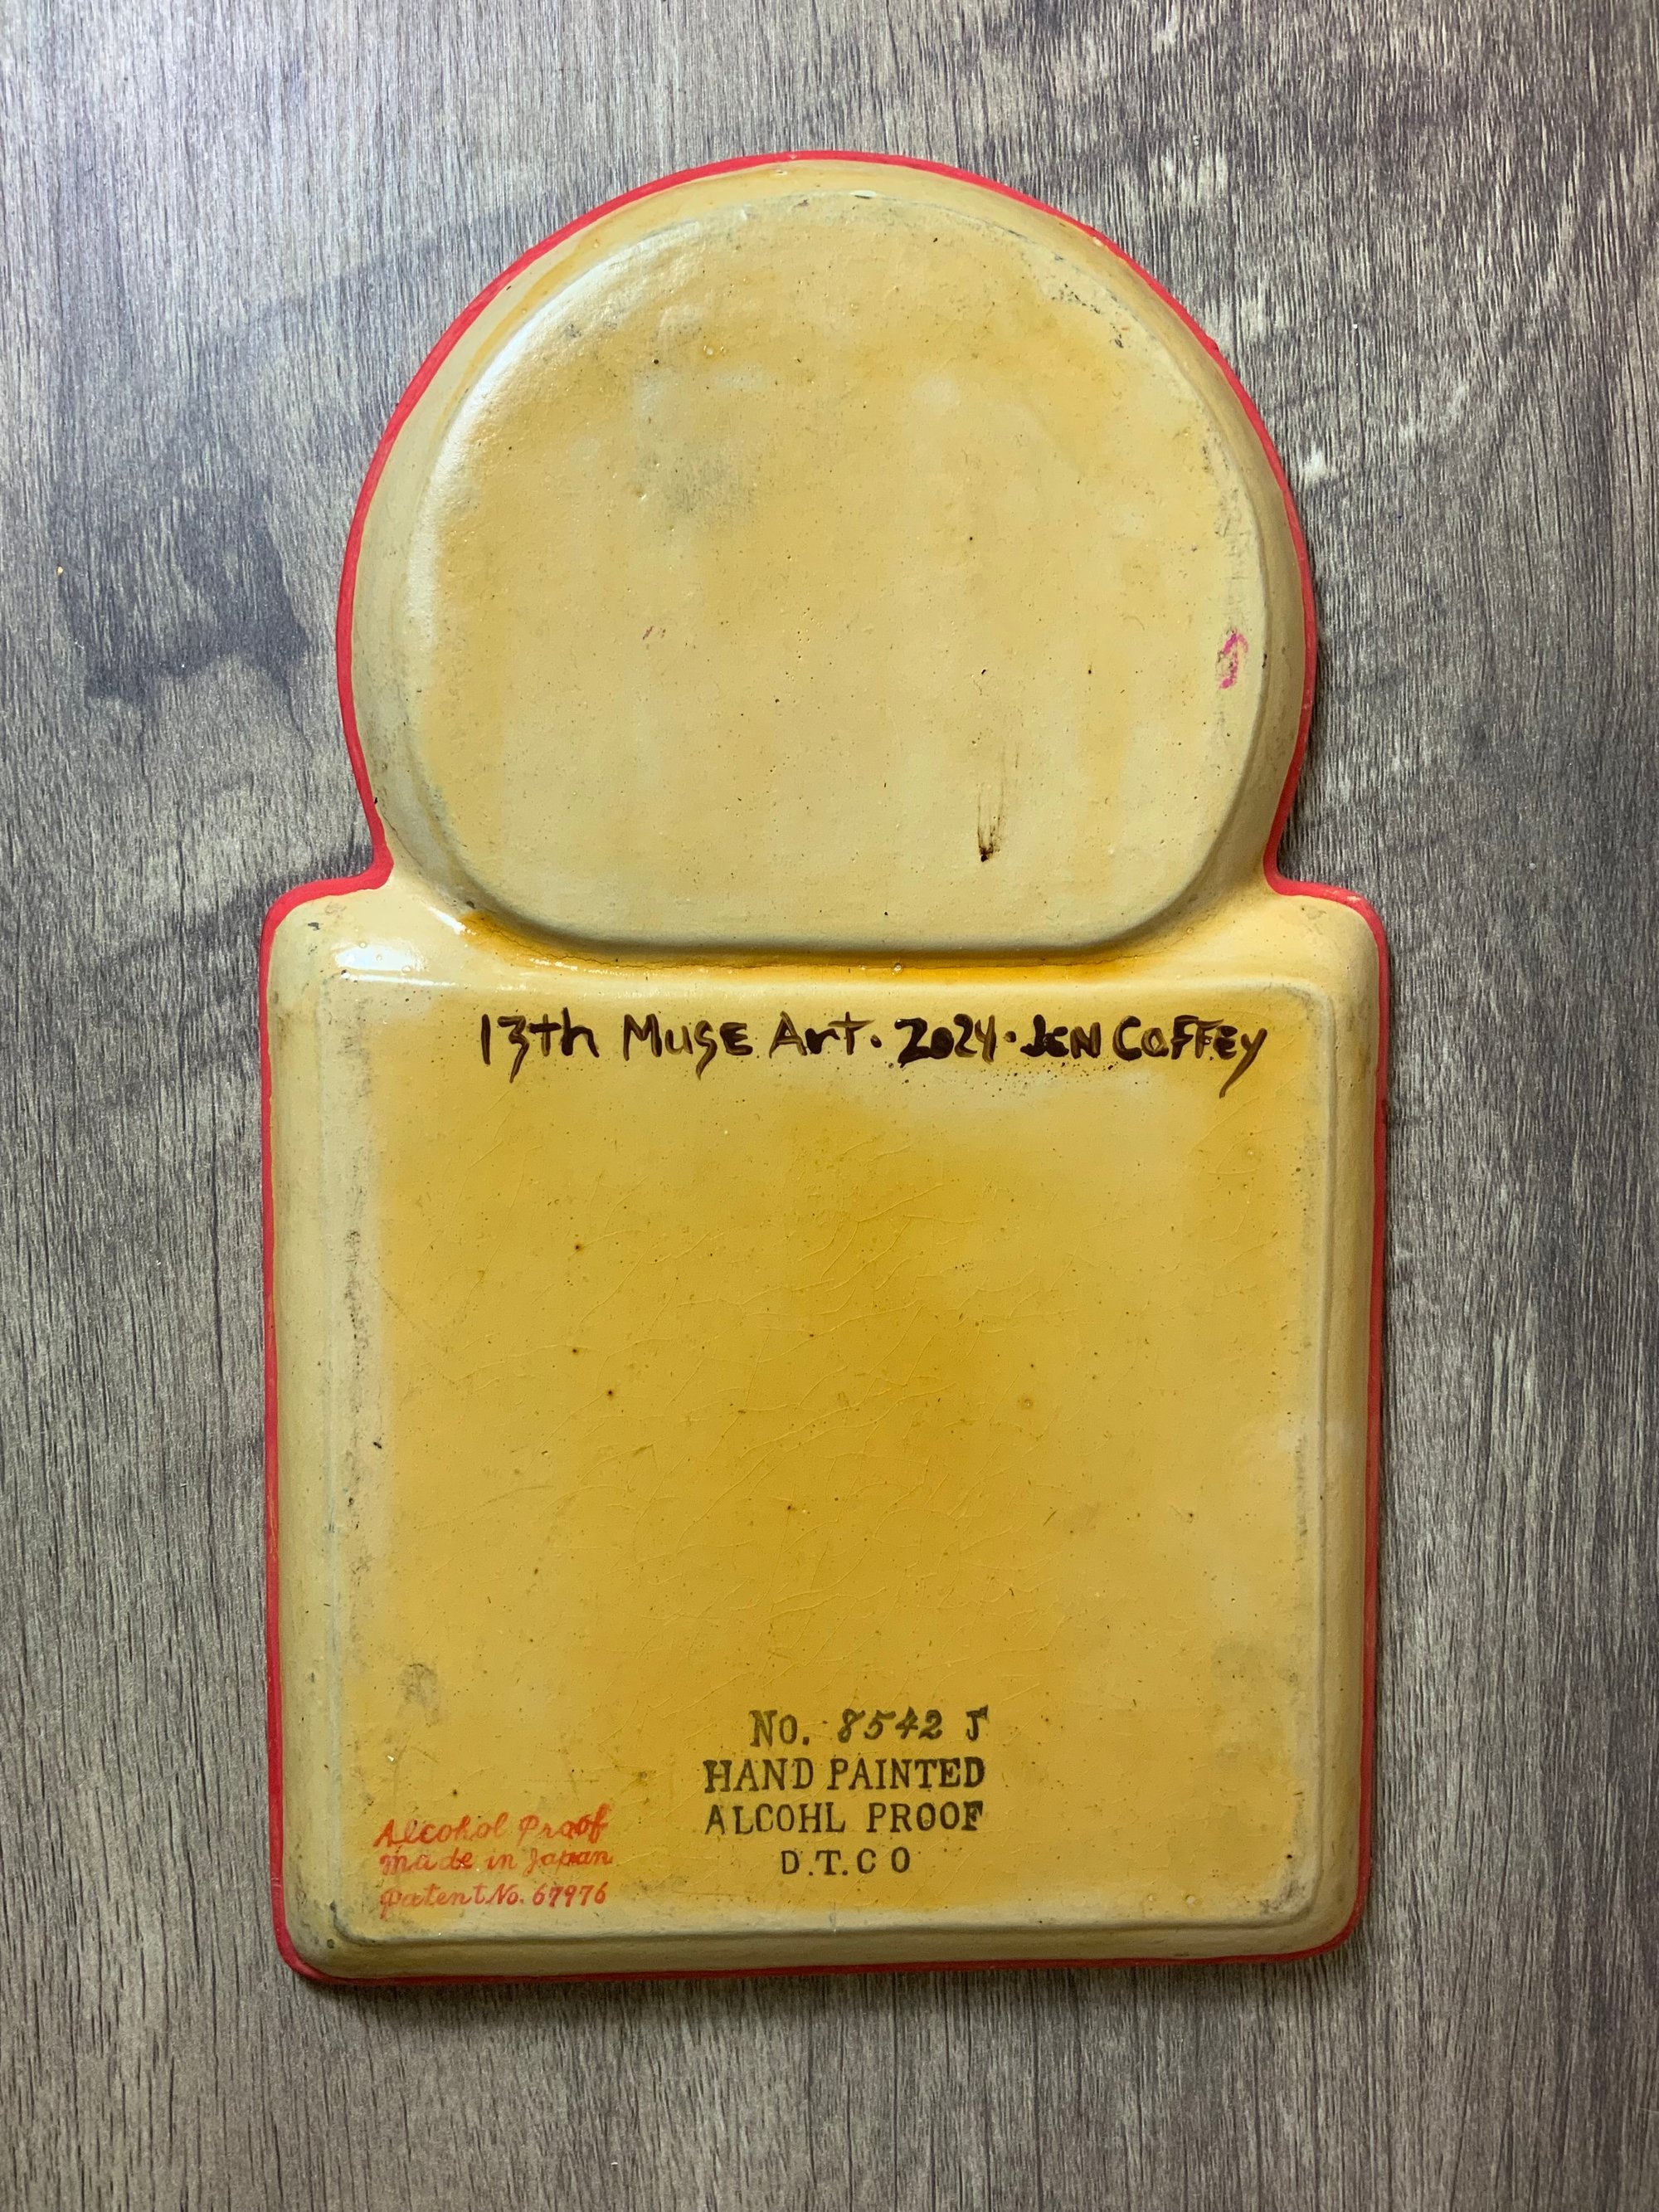 13th Muse Art. 2024. Jen Coffey
No. 8542 J
HAND PAINTED
ALCOHL PROOF
D.T.CO
Alcohol Proof
made in Japan
Patent No. 67976